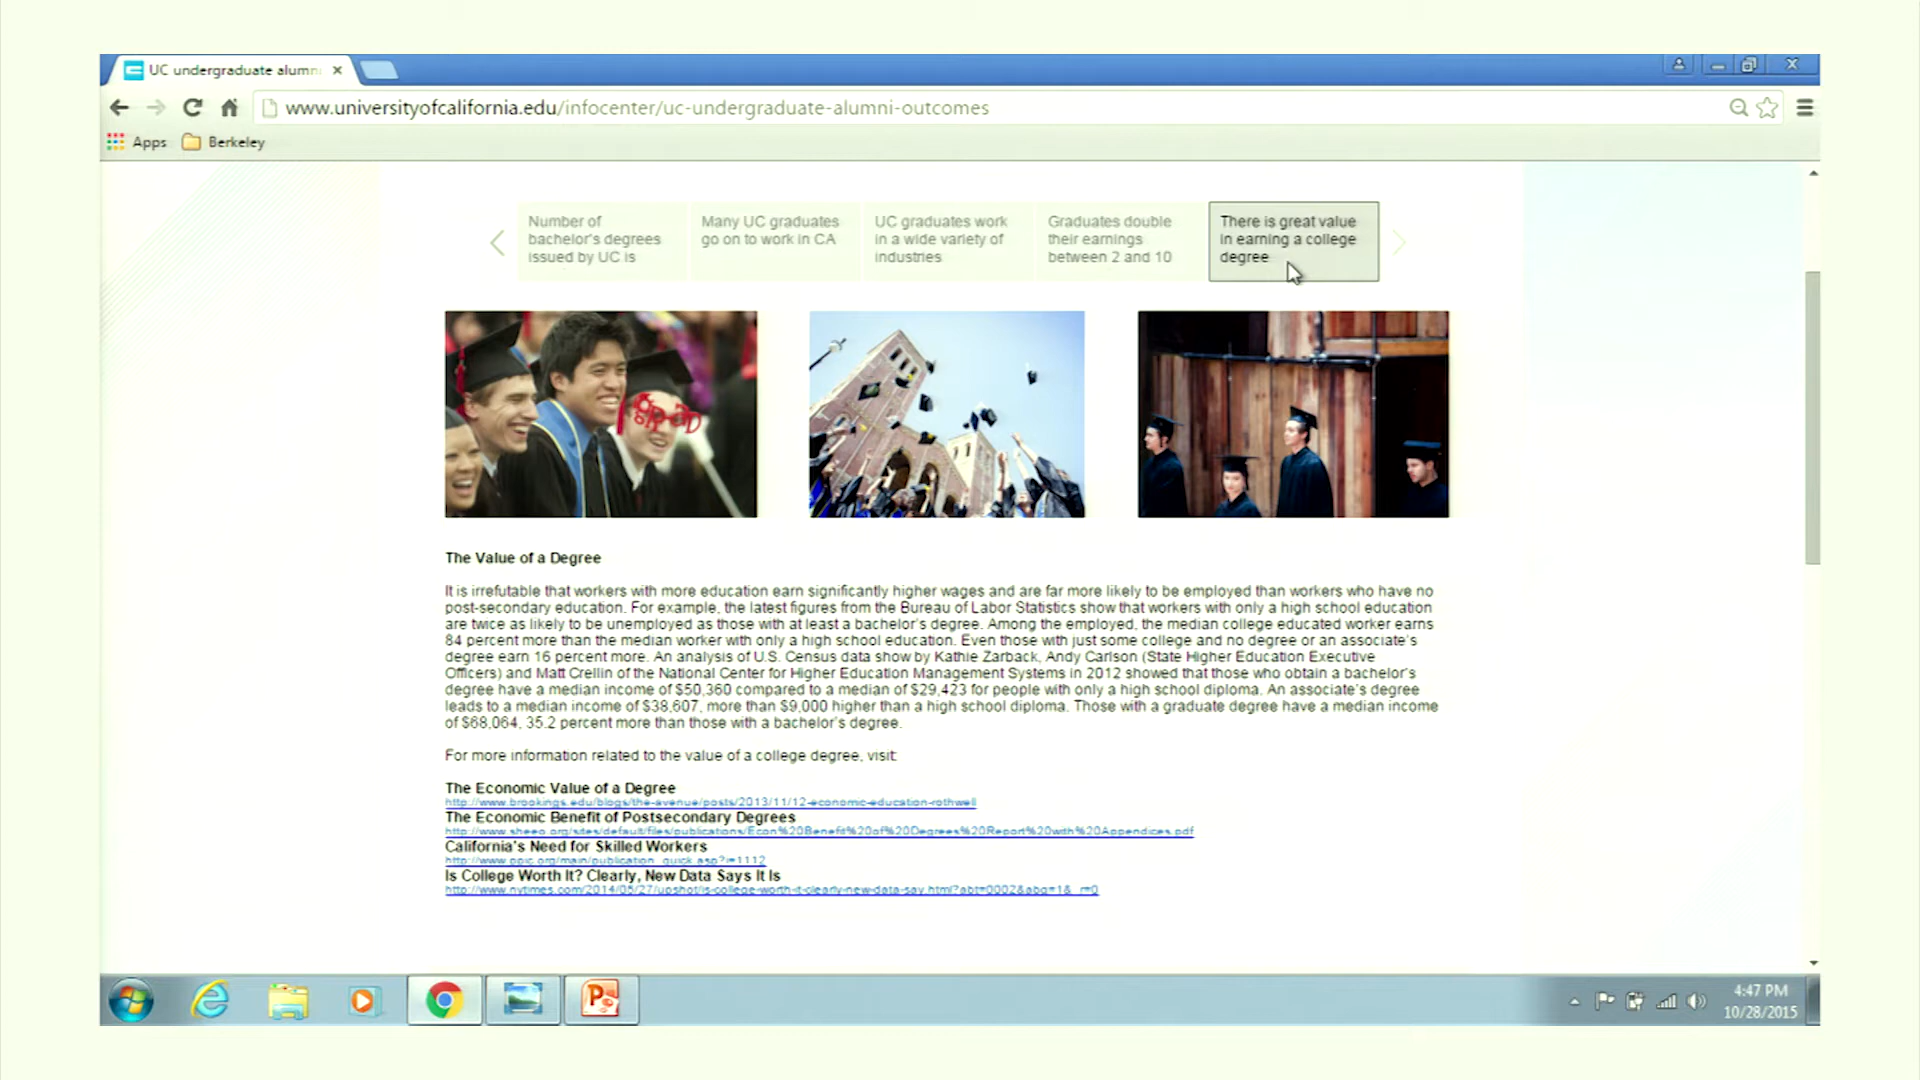 UC undergraduate alumn
www.universityofcalifornia.edu/infocenter/uc-undergraduate-alumni-outcomes
Apps Berkeley
Number of
bachelor's degrees
issued by UC is
Many UC graduates
go on to work in CA
UC graduates work
in a wide variety of
industries
Graduates double
their earnings
between 2 and 10
There is great value
in earning a college
degree
The Value of a Degree
It is irrefutable that workers with more education earn significantly higher wages and are far more likely to be employed than workers who have no
post-secondary education. For example, the latest figures from the Bureau of Labor Statistics show that workers with only a high school education
are twice as likely to be unemployed as those with at least a bachelor's degree. Among the employed, the median college educated worker earns
84 percent more than the median worker with only a high school education. Even those with just some college and no degree or an associate's
degree earn 16 percent more. An analysis of U.S. Census data show by Kathie Zarback, Andy Carlson (State Higher Education Executive
Officers) and Matt Crellin of the National Center for Higher Education Management Systems in 2012 showed that those who obtain a bachelor's
degree have a median income of $50,360 compared to a median of $29,423 for people with only a high school diploma. An associate's degree
leads to a median income of $38,607, more than $9,000 higher than a high school diploma. Those with a graduate degree have a median income
of $68,064, 35.2 percent more than those with a bachelor's degree.
For more information related to the value of a college degree, visit:
The Economic Value of a Degree
http://www.brookings.edu/blogs/the-avenue/posts/2013/11/12-economic-education-rothwell
The Economic Benefit of Postsecondary Degrees
http://www.sheeo.org/sites/default/files/publications/Econ%20Benefit%20of%20Degrees%20Report%20with%20Appendices.pdf
California's Need for Skilled Workers
http://www.ppic.org/main/publication_quick.asp?i=1112
Is College Worth It? Clearly, New Data Says It Is
http://www.nytimes.com/2014/05/27/upshot/is-college-worth-it-clearly-new-data-say.html?abt=0002&abg=1&_r=0
4:47 PM
10/28/2015